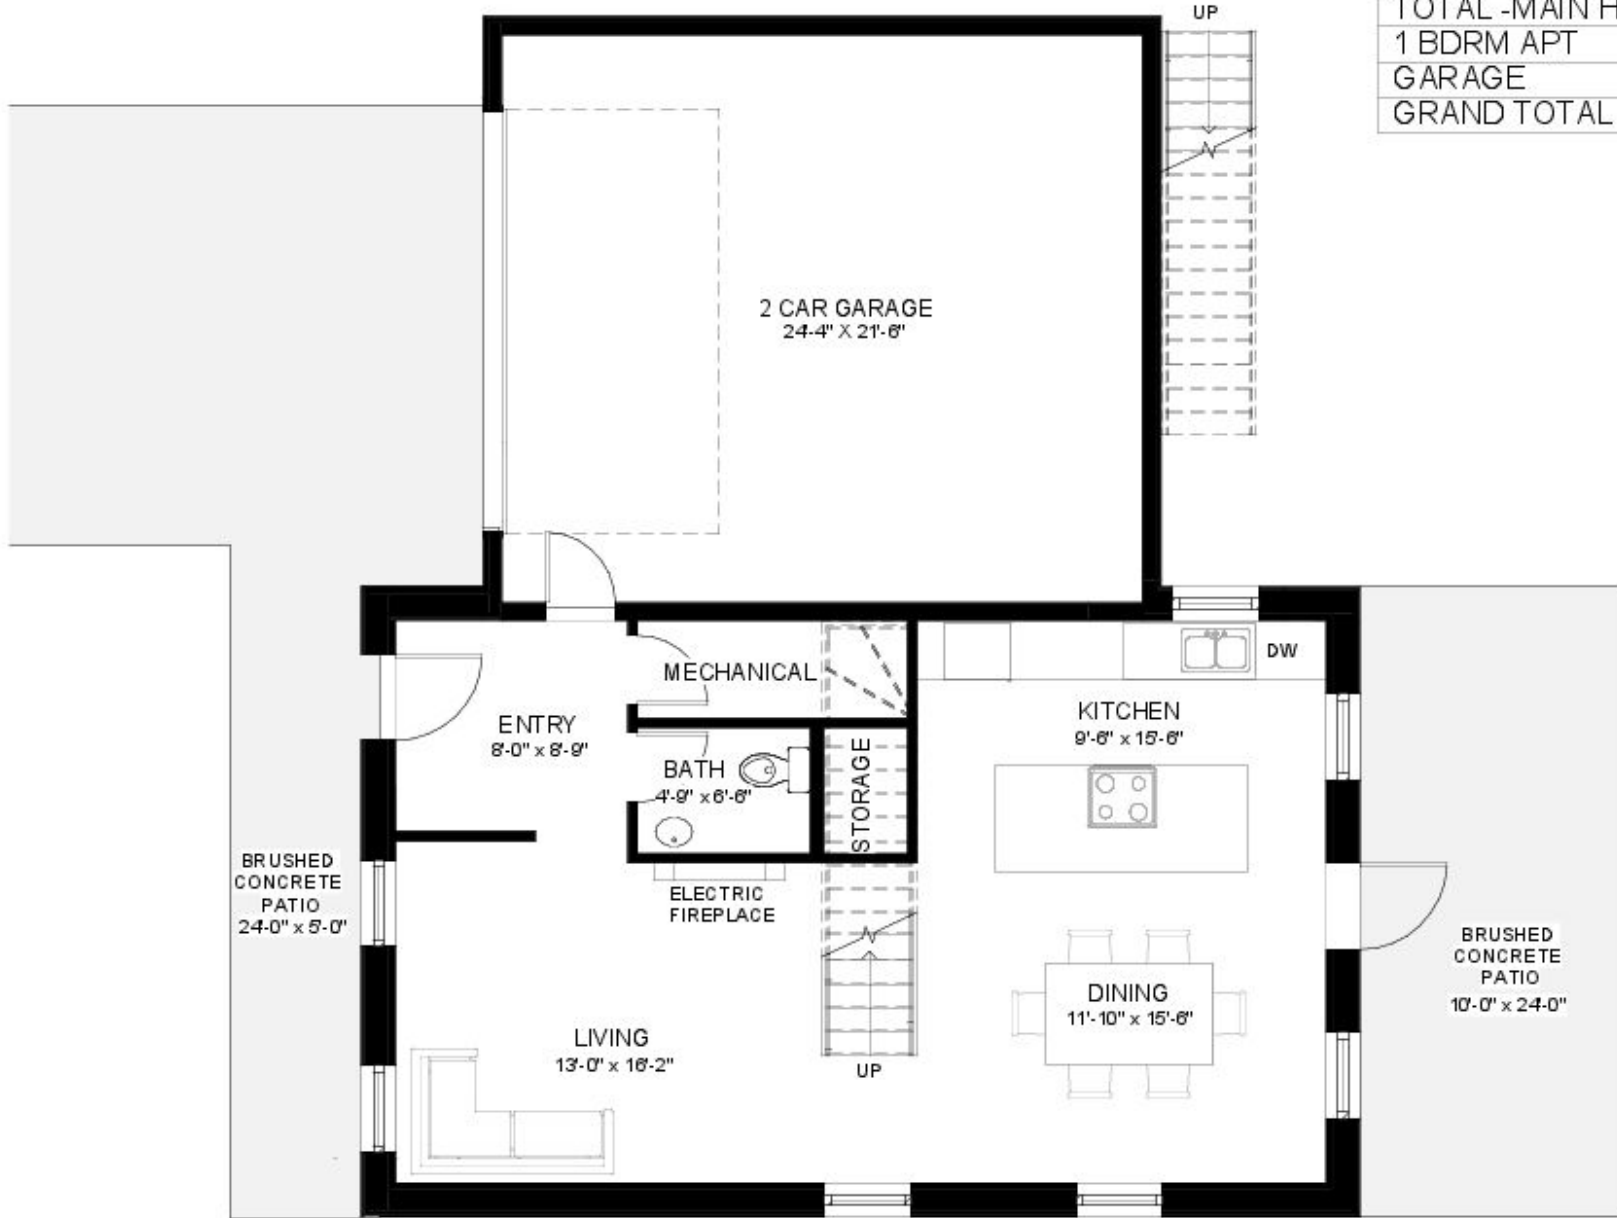 UP
TOTAL -MAIN H
1 BDRM APT
GARAGE
GRAND TOTAL
2 CAR GARAGE
24'-4" X 21'-6"
MECHANICAL
DW
ENTRY
8'-0" x 8'-9"
KITCHEN
9'-6" x 15'-6"
BATH
4'-9" x 6'-6"
STORAGE
BRUSHED
CONCRETE
PATIO
24'-0" x 5'-0"
ELECTRIC
FIREPLACE
BRUSHED
CONCRETE
PATIO
10'-0" x 24'-0"
DINING
11'-10" x 15'-6"
LIVING
13'-0" x 16'-2"
UP